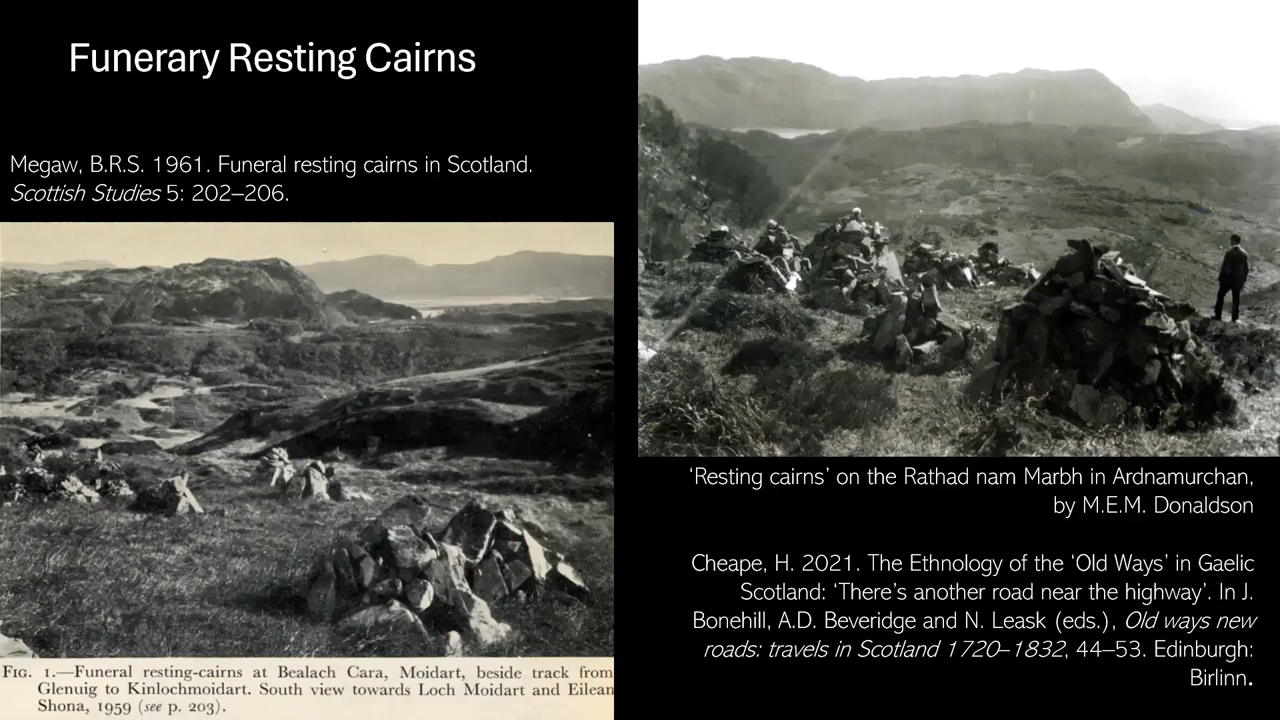 Funerary Resting Cairns
Megaw, B.R.S. 1961. Funeral resting cairns in Scotland.
Scottish Studies 5: 202–206.
FIG. 1.—Funeral resting-cairns at Bealach Cara, Moidart, beside track from
Glenuig to Kinlochmoidart. South view towards Loch Moidart and Eilean
Shona, 1959 (see p. 203).
‘Resting cairns’ on the Rathad nam Marbh in Ardnamurchan,
by M.E.M. Donaldson
Cheape, H. 2021. The Ethnology of the ‘Old Ways’ in Gaelic
Scotland: ‘There’s another road near the highway’. In J.
Bonehill, A.D. Beveridge and N. Leask (eds.), Old ways new
roads: travels in Scotland 1720–1832, 44–53. Edinburgh:
Birlinn.